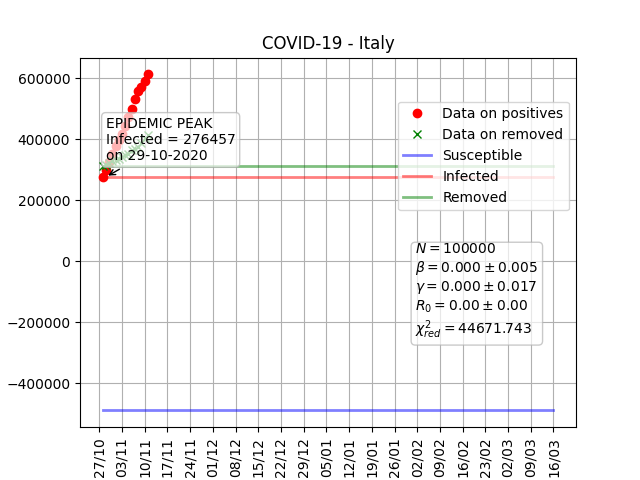 COVID-19 - Italy
600000
400000
200000
0
−200000
−400000
EPIDEMIC PEAK
Infected = 276457
on 29-10-2020
Data on positives
Data on removed
Susceptible
Infected
Removed
N = 100000
β = 0.000 ± 0.005
γ = 0.000 ± 0.017
R₀ = 0.00 ± 0.00
χ²red = 44671.743
27/10
03/11
10/11
17/11
24/11
01/12
08/12
15/12
22/12
29/12
05/01
12/01
19/01
26/01
02/02
09/02
16/02
23/02
02/03
09/03
16/03